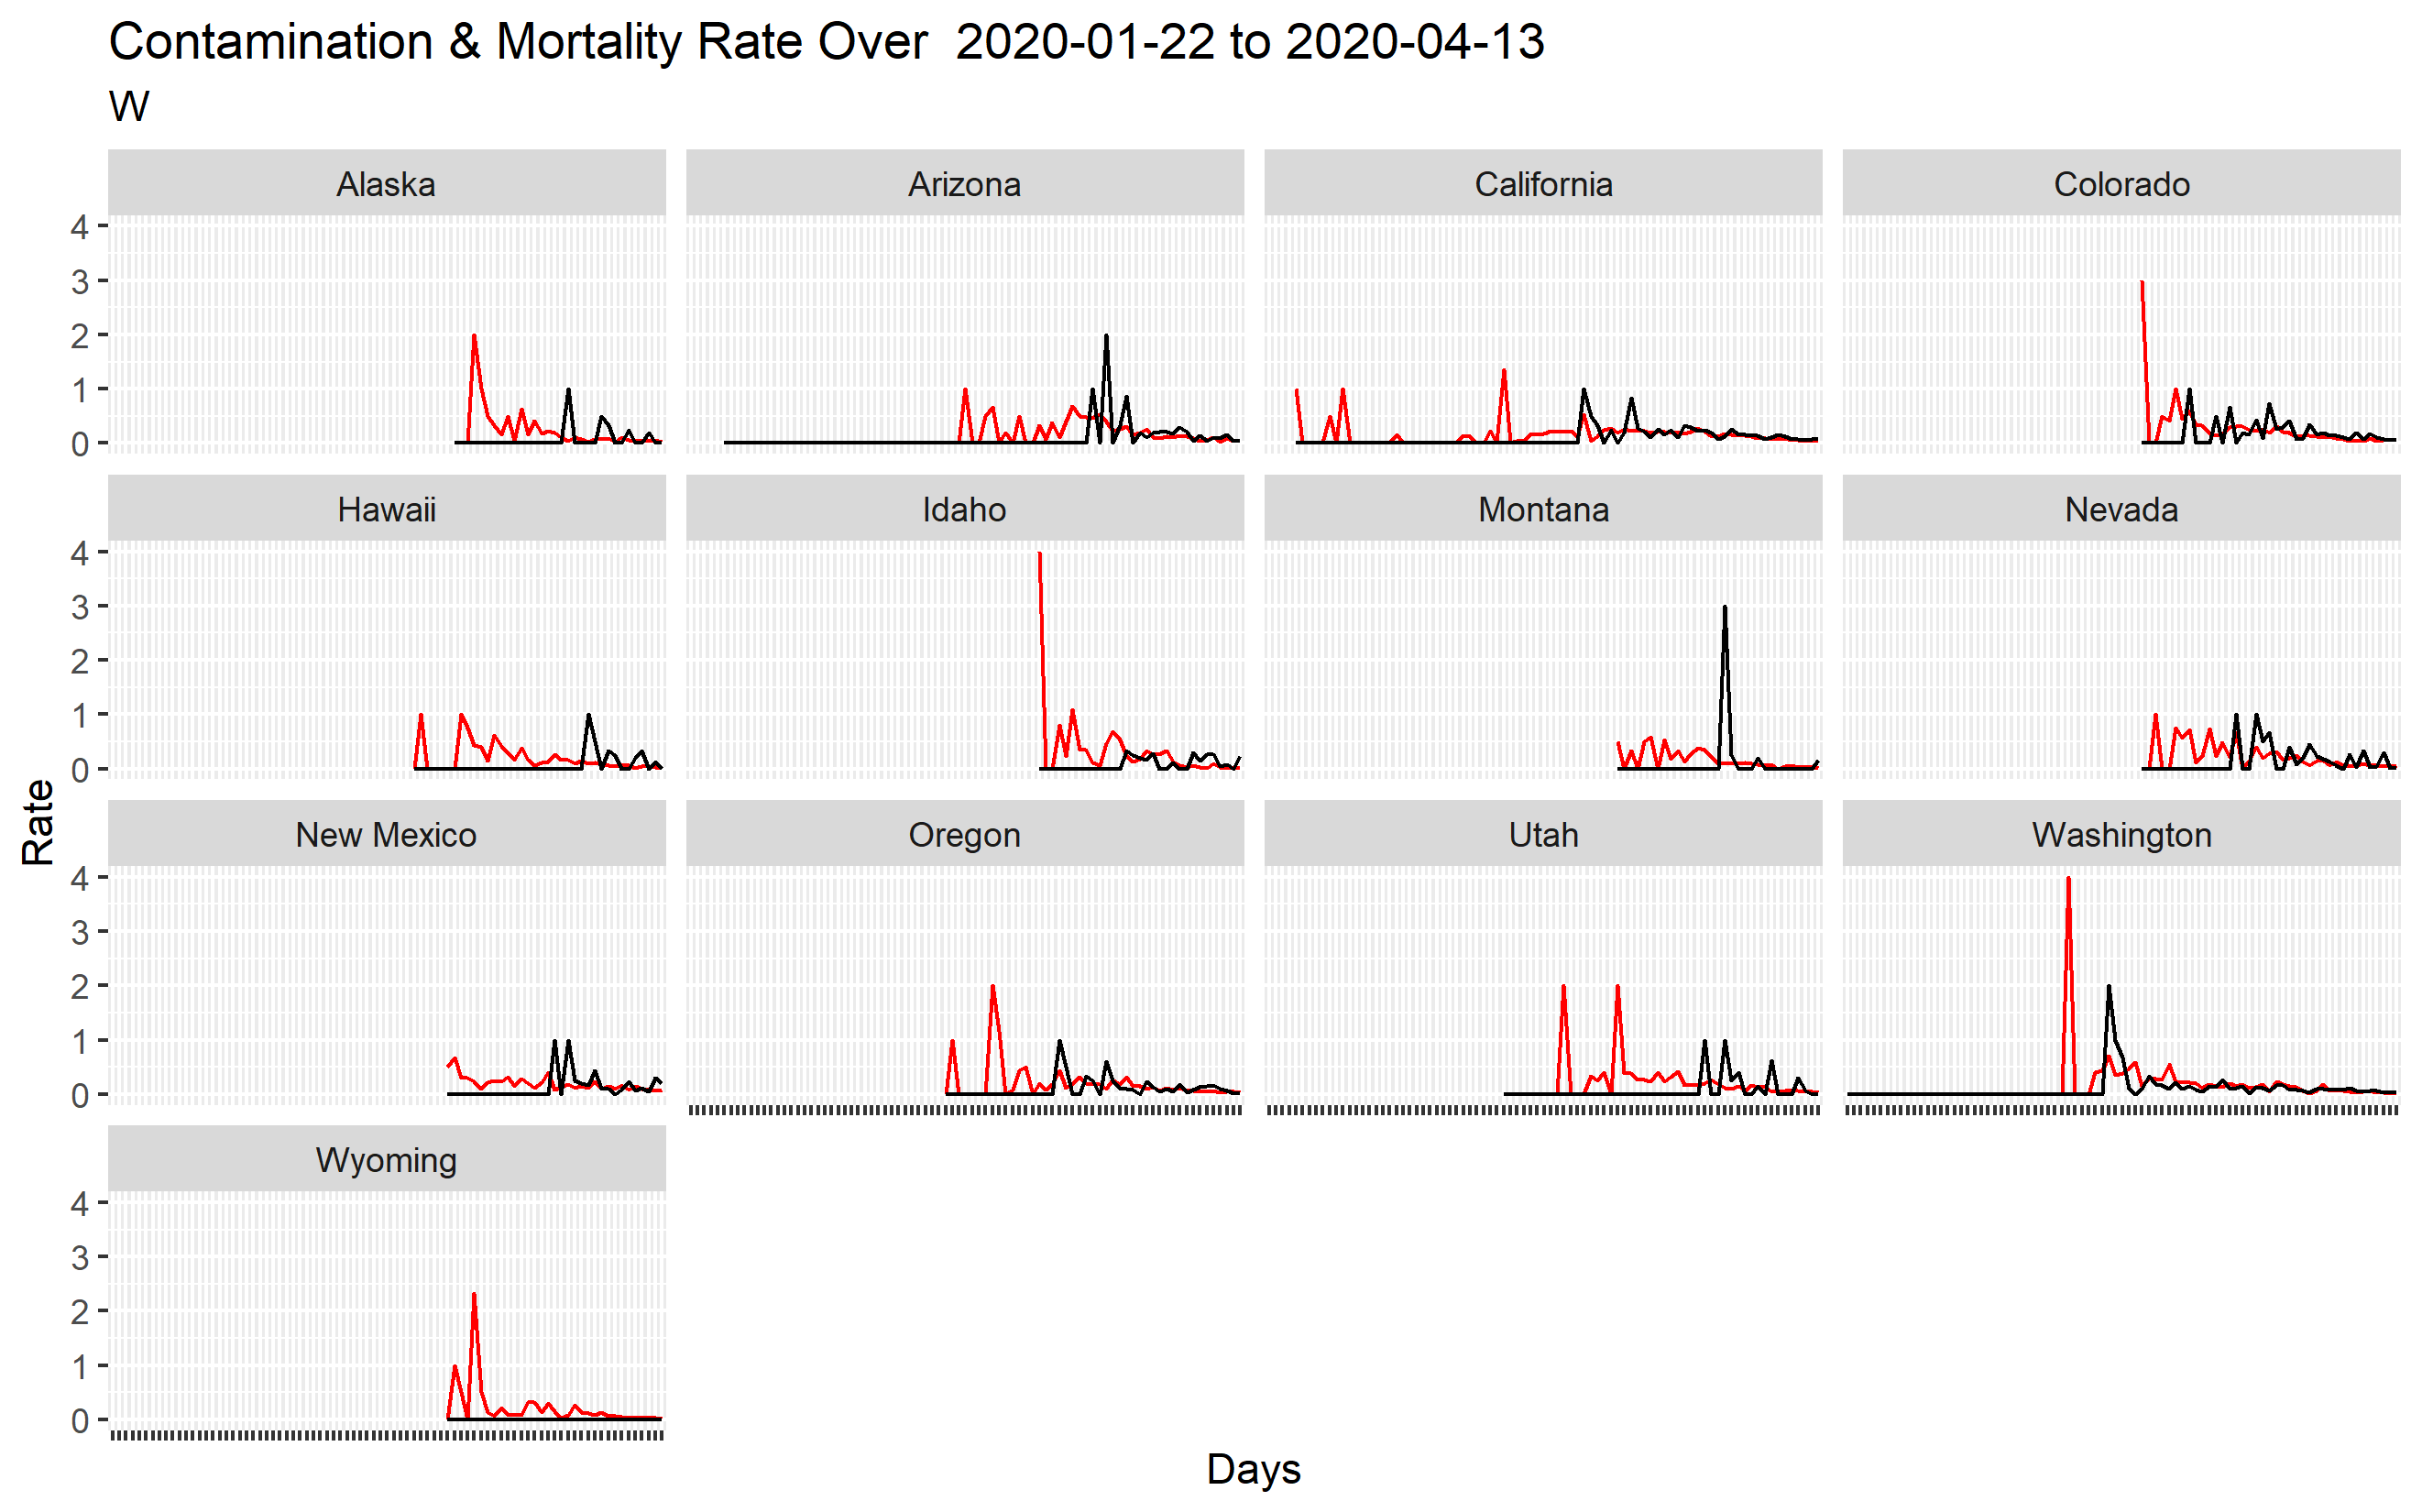 Contamination & Mortality Rate Over  2020-01-22 to 2020-04-13
W
Alaska Arizona California Colorado
4
3
2
1
0
Hawaii Idaho Montana Nevada
4
3
2
1
0
New Mexico Oregon Utah Washington
4
3
2
1
0
Wyoming
4
3
2
1
0
Rate
Days